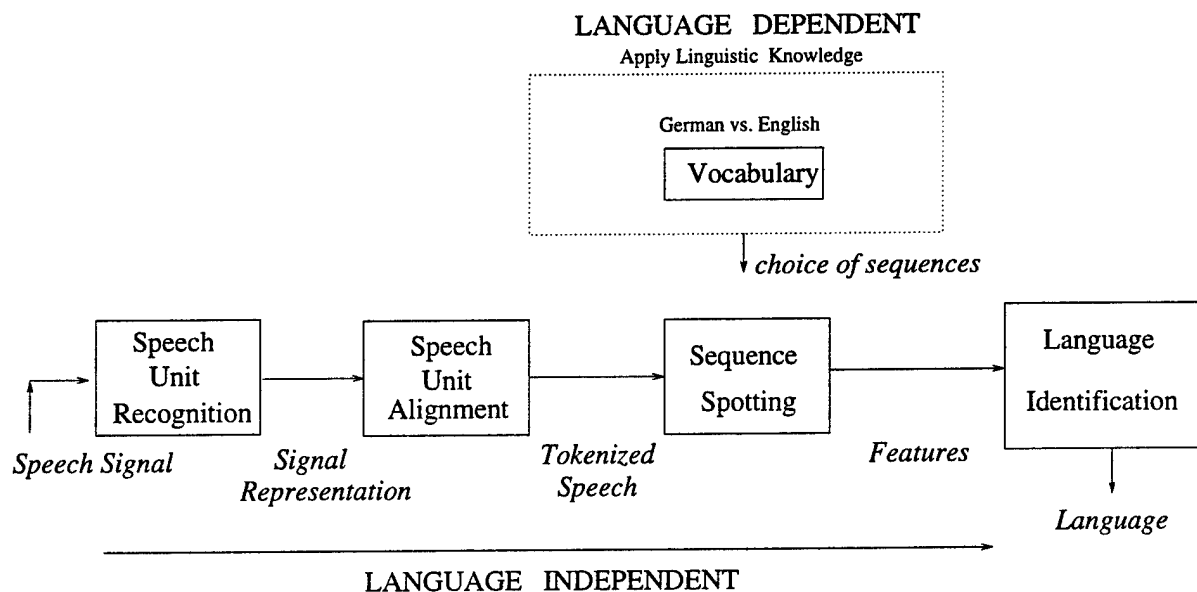 LANGUAGE DEPENDENT
Apply Linguistic Knowledge
German vs. English
Vocabulary
choice of sequences
Speech
Unit
Recognition
Speech
Unit
Alignment
Sequence
Spotting
Language
Identification
Speech Signal
Signal
Representation
Tokenized
Speech
Features
Language
LANGUAGE INDEPENDENT